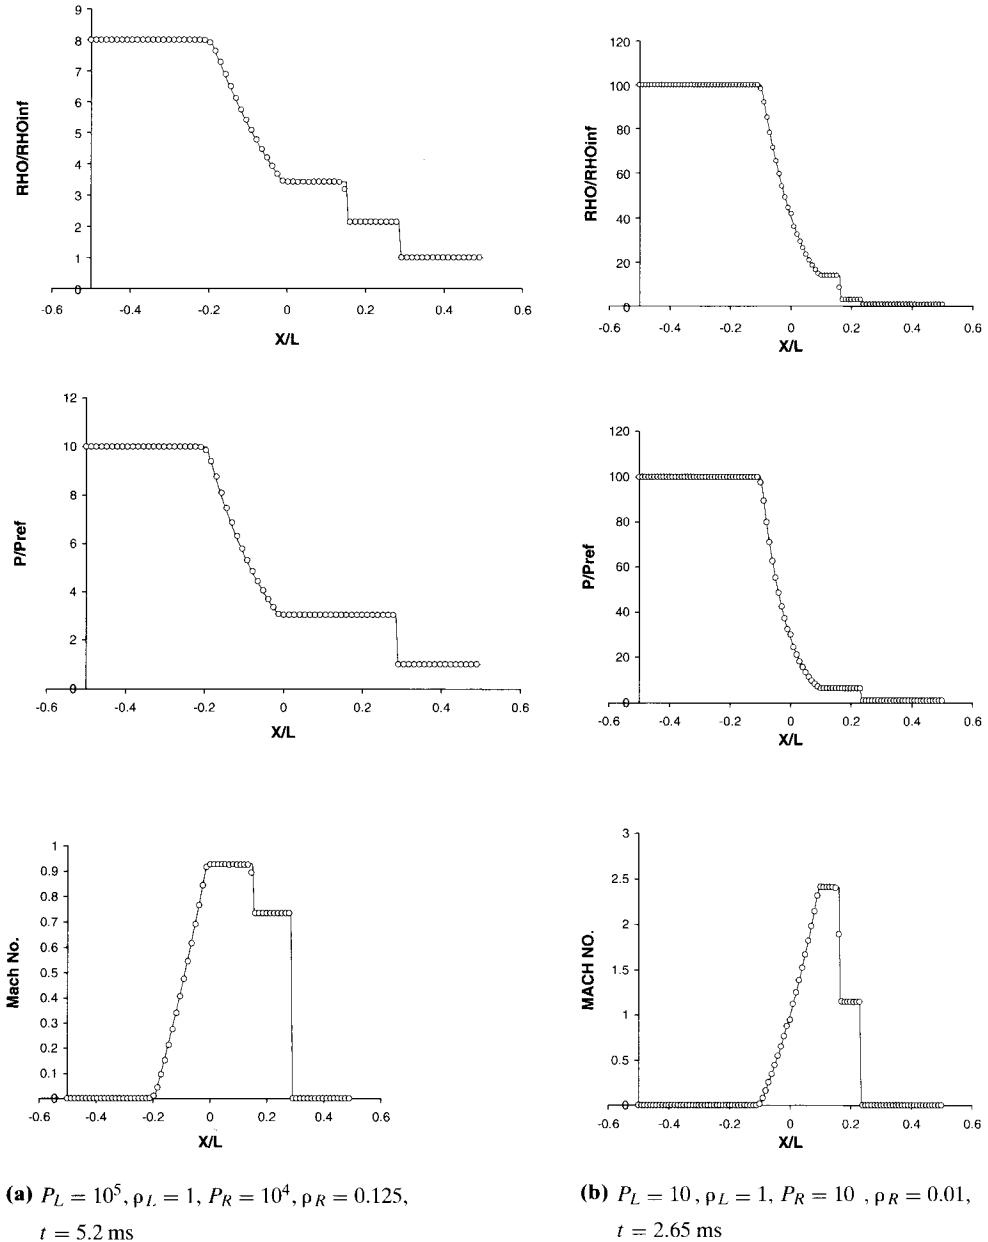 RHO/RHOinf
9
8
7
6
5
4
3
2
1
0
-0.6 -0.4 -0.2 0 0.2 0.4 0.6
X/L
RHO/RHOinf
120
100
80
60
40
20
0
-0.6 -0.4 -0.2 0 0.2 0.4 0.6
X/L
P/Pref
12
10
8
6
4
2
0
-0.6 -0.4 -0.2 0 0.2 0.4 0.6
X/L
P/Pref
120
100
80
60
40
20
0
-0.6 -0.4 -0.2 0 0.2 0.4 0.6
X/L
Mach No.
1
0.9
0.8
0.7
0.6
0.5
0.4
0.3
0.2
0.1
0
-0.6 -0.4 -0.2 0 0.2 0.4 0.6
X/L
MACH NO.
3
2.5
2
1.5
1
0.5
0
-0.6 -0.4 -0.2 0 0.2 0.4 0.6
X/L
(a) P_L = 10⁵, ρ_L = 1, P_R = 10⁴, ρ_R = 0.125,
t = 5.2 ms
(b) P_L = 10 , ρ_L = 1, P_R = 10 , ρ_R = 0.01,
t = 2.65 ms